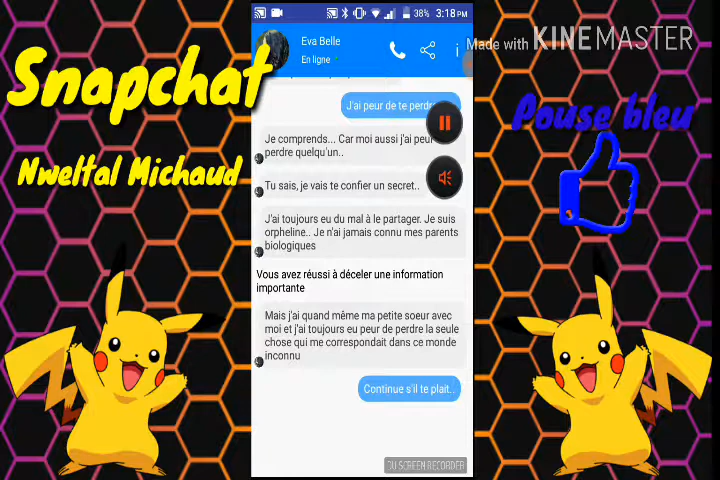 38% 3:18 PM
Made with KINEMASTER
Eva Belle
En ligne
Snapchat
Nweltal Michaud
Pouse bleu
J'ai peur de te
Je comprends... Car moi aussi j'ai
perdre quelqu'un..
Tu sais, je vais te confier un secret..
J'ai toujours eu du mal à le partager. Je suis
orpheline.. Je n'ai jamais connu mes parents
biologiques
Vous avez réussi à déceler une information
importante
Mais j'ai quand même ma petite soeur avec
moi et j'ai toujours eu peur de perdre la seule
chose qui me correspondait dans ce monde
inconnu
Continue s'il te plait..
DU SCREEN RECORDER